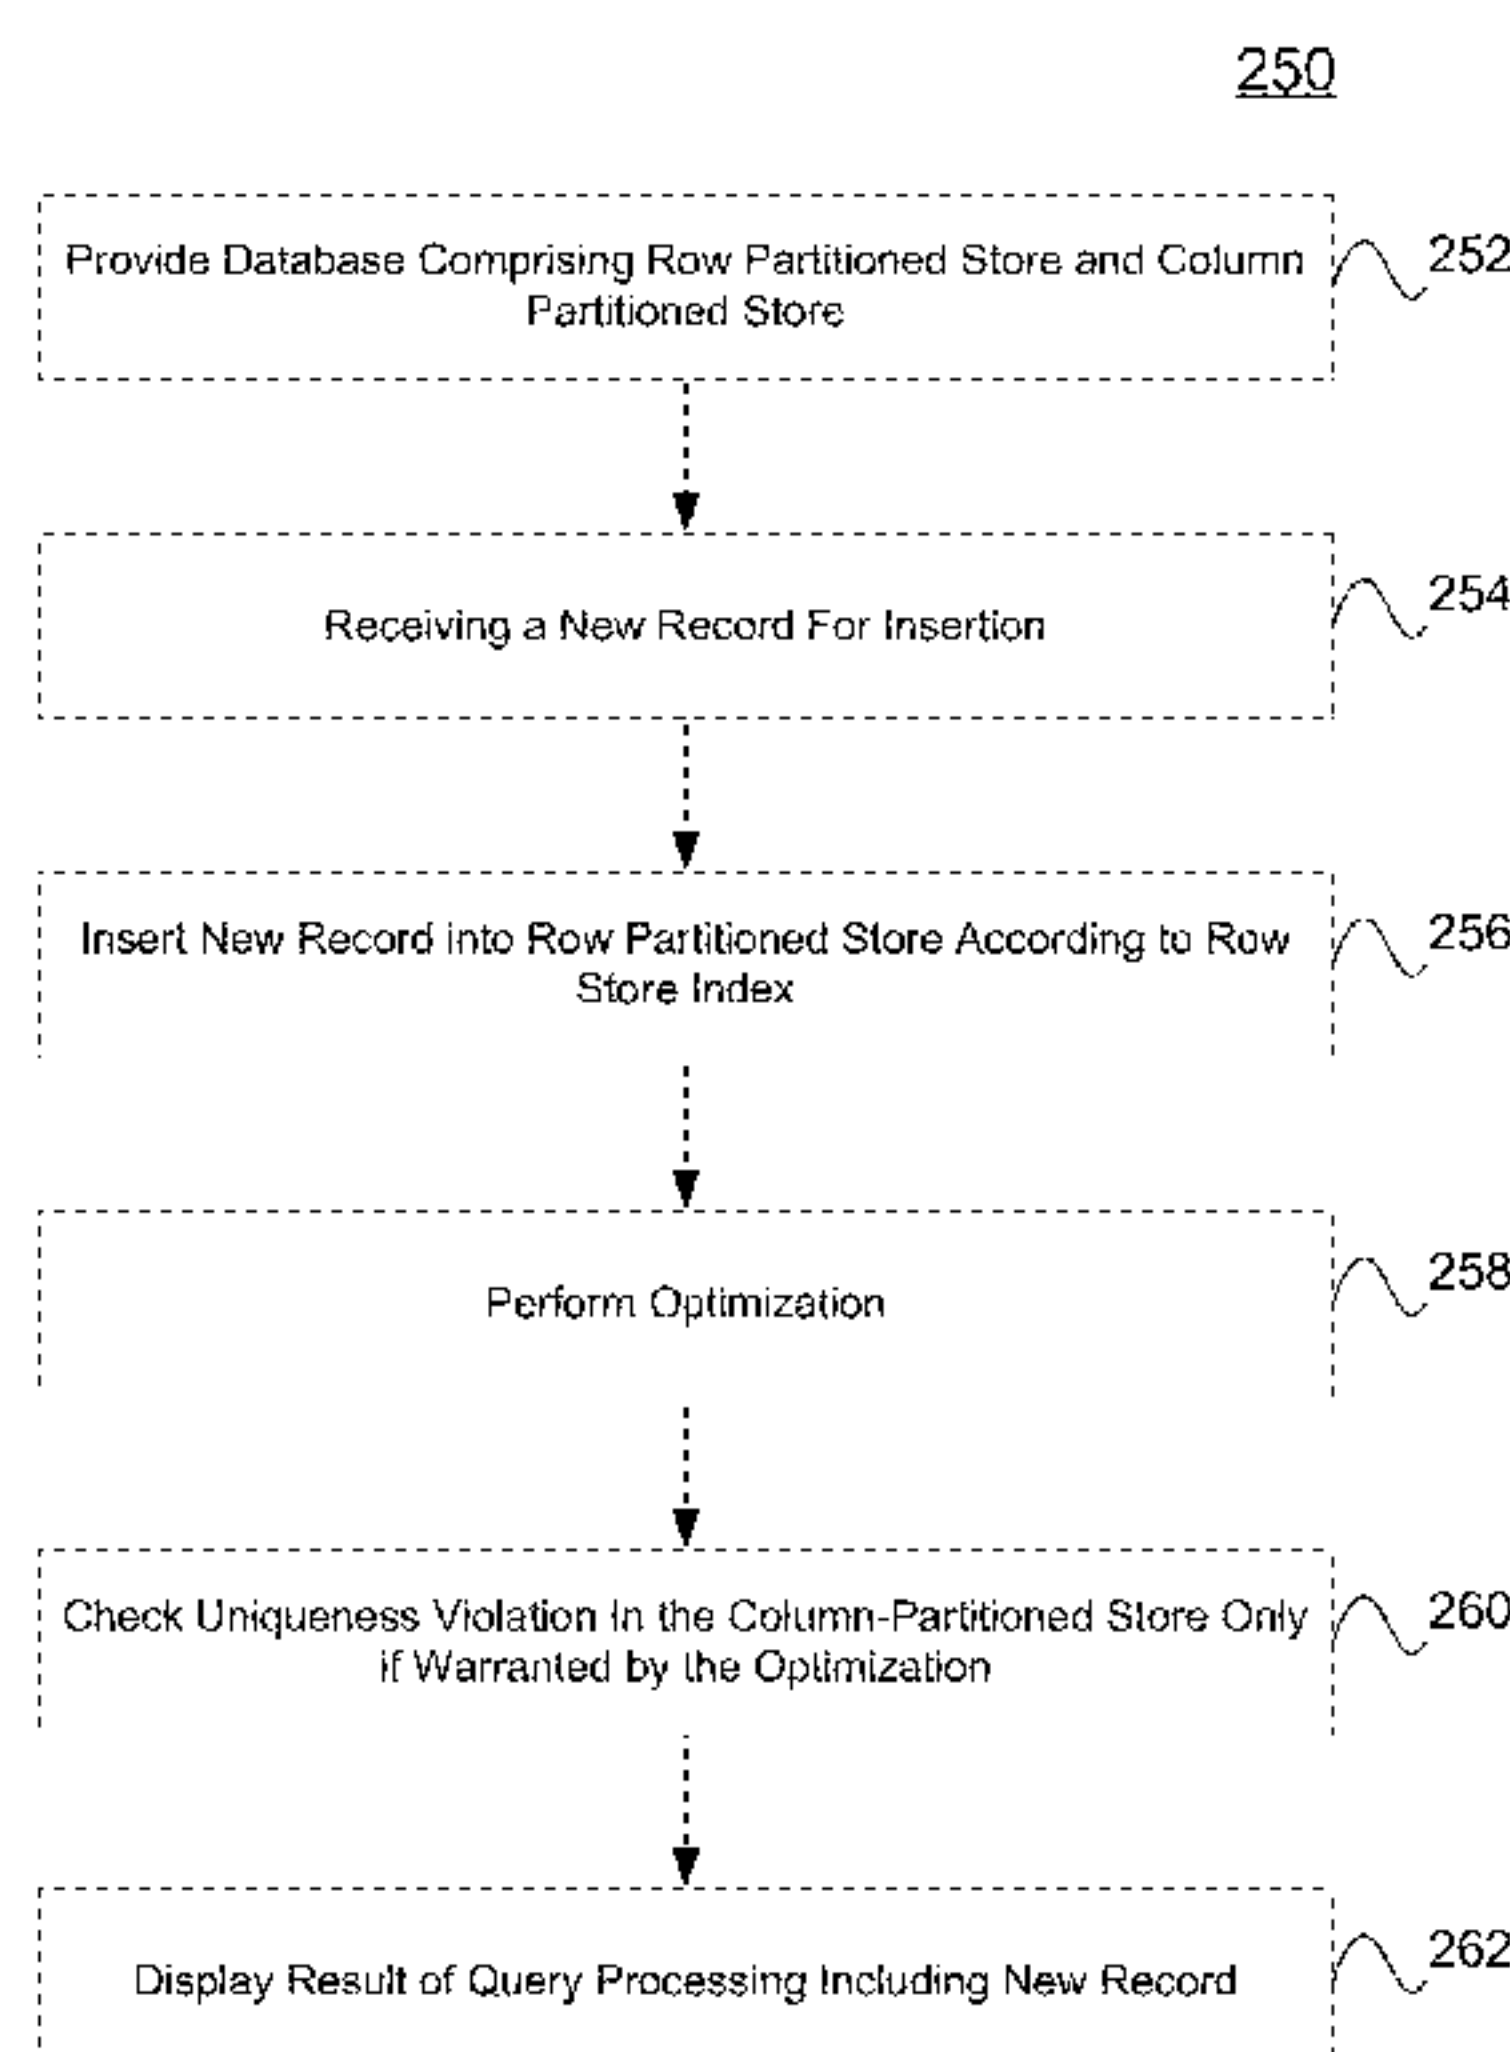 250
Provide Database Comprising Row Partitioned Store and Column
Partitioned Store
252
Receiving a New Record For Insertion
254
Insert New Record into Row Partitioned Store According to Row
Store Index
256
Perform Optimization
258
Check Uniqueness Violation In the Column-Partitioned Store Only
if Warranted by the Optimization
260
Display Result of Query Processing Including New Record
262